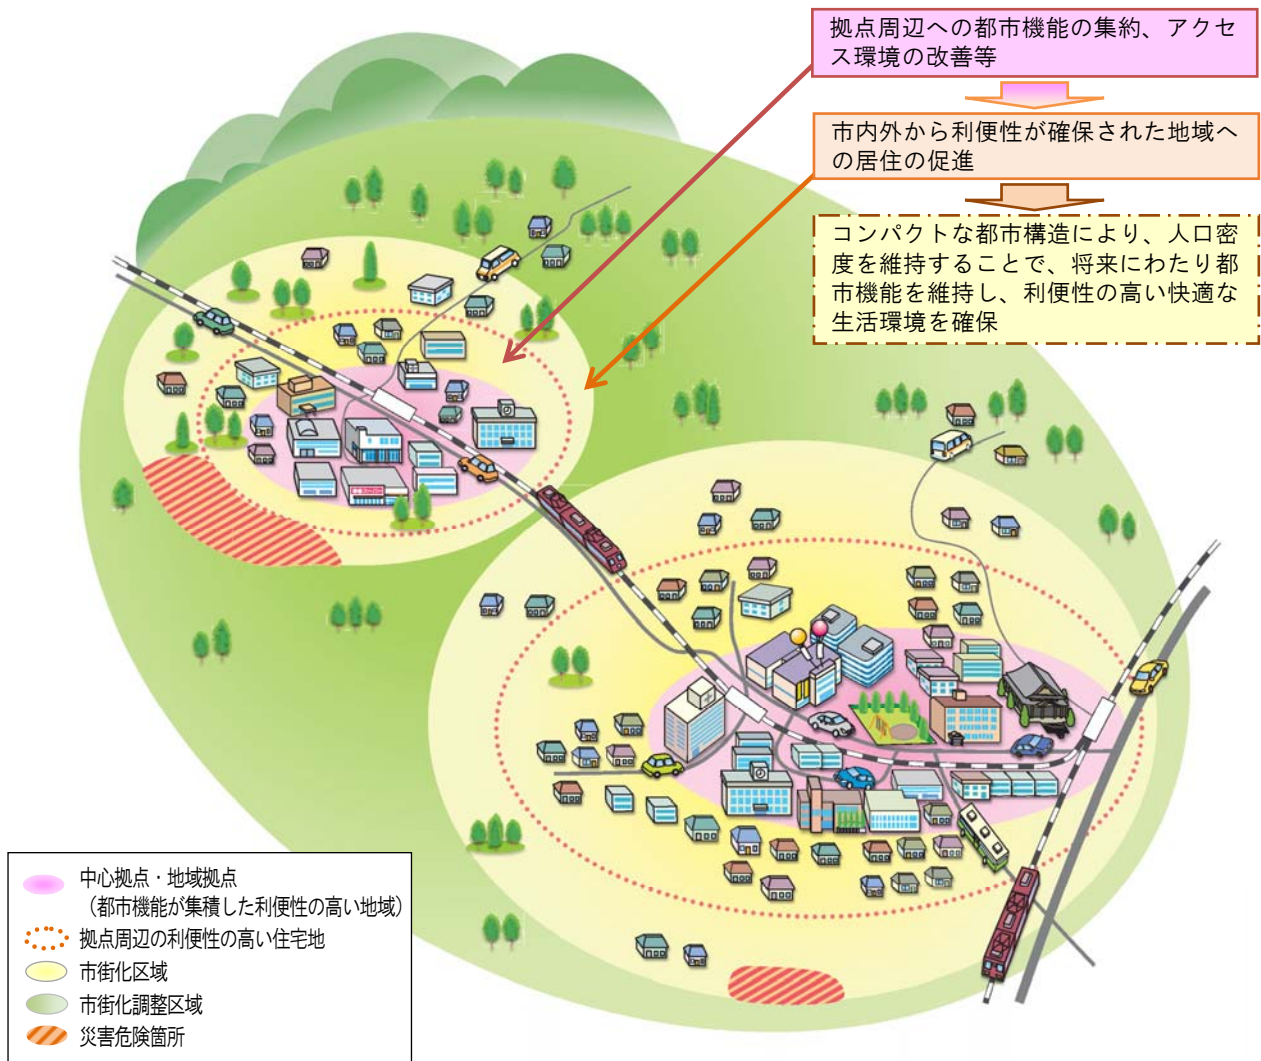 拠点周辺への都市機能の集約、アクセ
ス環境の改善等
市内外から利便性が確保された地域へ
の居住の促進
コンパクトな都市構造により、人口密
度を維持することで、将来にわたり都
市機能を維持し、利便性の高い快適な
生活環境を確保
中心拠点・地域拠点
（都市機能が集積した利便性の高い地域）
拠点周辺の利便性の高い住宅地
市街化区域
市街化調整区域
災害危険箇所